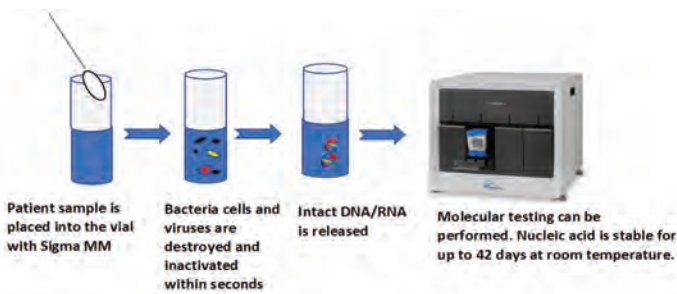 Patient sample is
placed into the vial
with Sigma MM
Bacteria cells and
viruses are
destroyed and
inactivated
within seconds
Intact DNA/RNA
is released
Molecular testing can be
performed. Nucleic acid is stable for
up to 42 days at room temperature.